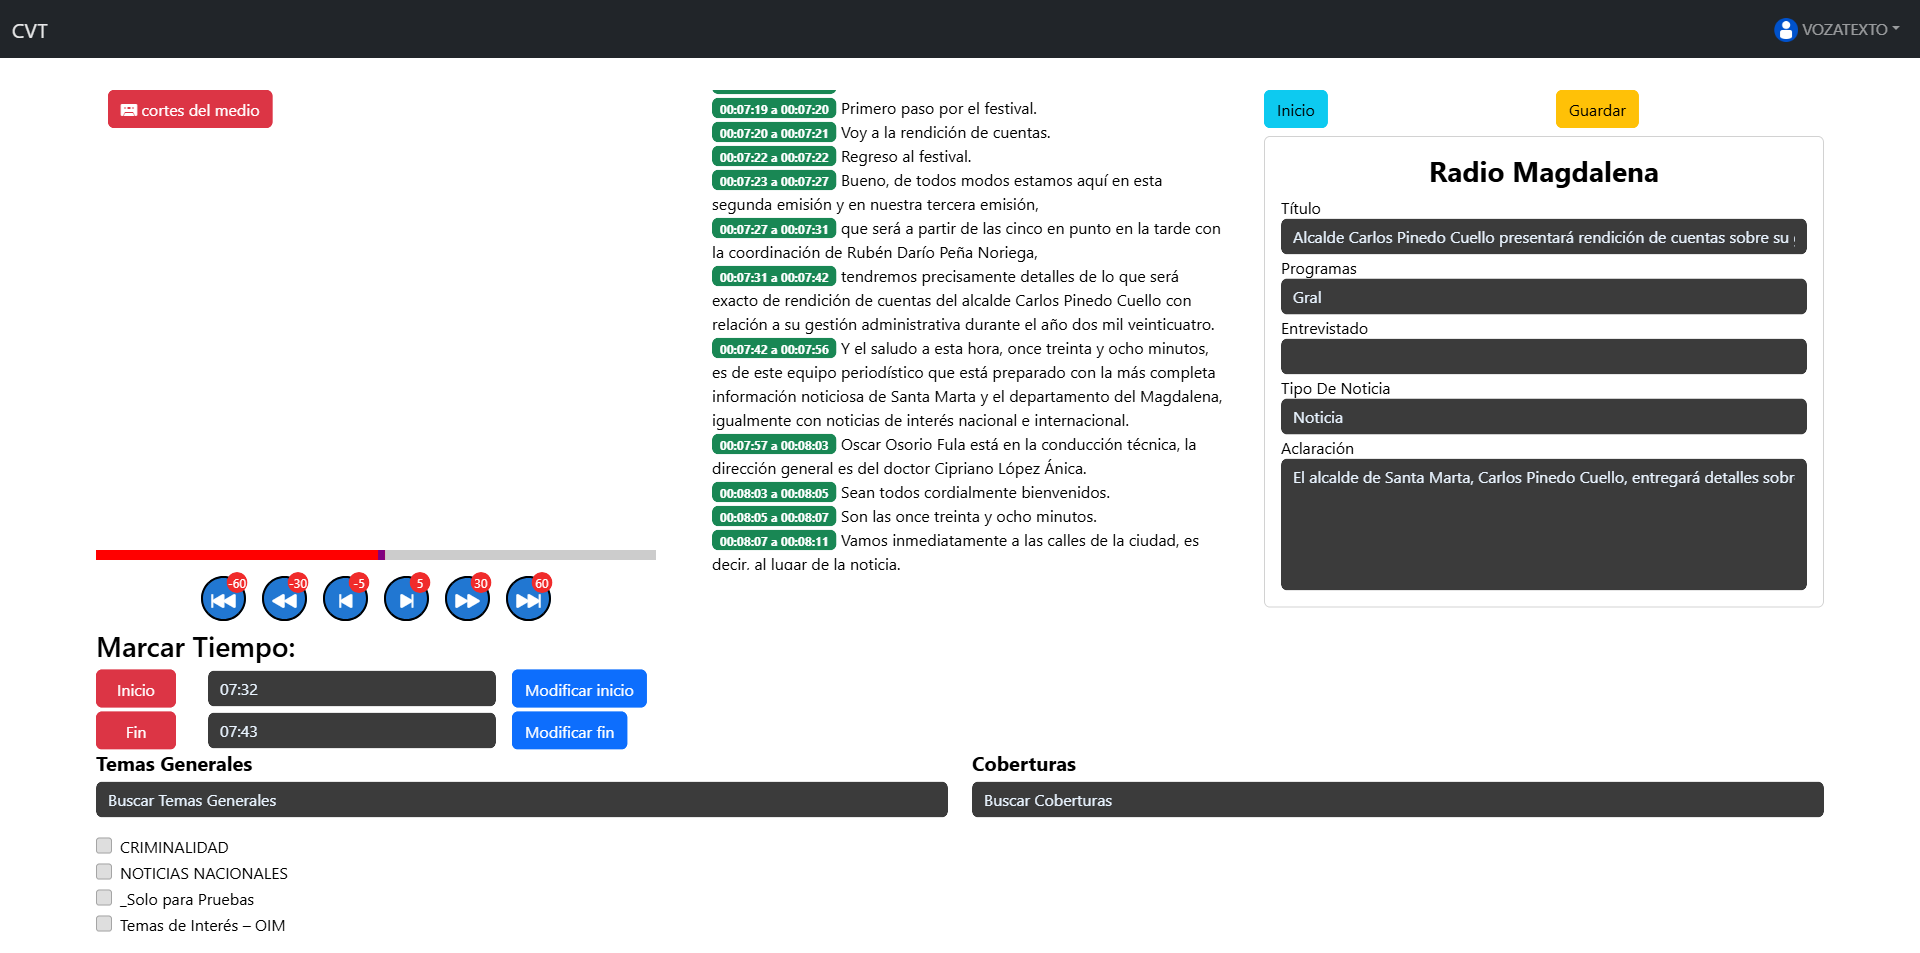 CVT
VOZATEXTO
cortes del medio
00:07:19 a 00:07:20 Primero paso por el festival.
00:07:20 a 00:07:21 Voy a la rendición de cuentas.
00:07:22 a 00:07:22 Regreso al festival.
00:07:23 a 00:07:27 Bueno, de todos modos estamos aquí en esta
segunda emisión y en nuestra tercera emisión,
00:07:27 a 00:07:31 que será a partir de las cinco en punto en la tarde con
la coordinación de Rubén Darío Peña Noriega,
00:07:31 a 00:07:42 tendremos precisamente detalles de lo que será
exacto de rendición de cuentas del alcalde Carlos Pinedo Cuello con
relación a su gestión administrativa durante el año dos mil veinticuatro.
00:07:42 a 00:07:56 Y el saludo a esta hora, once treinta y ocho minutos,
es de este equipo periodístico que está preparado con la más completa
información noticiosa de Santa Marta y el departamento del Magdalena,
igualmente con noticias de interés nacional e internacional.
00:07:57 a 00:08:03 Oscar Osorio Fula está en la conducción técnica, la
dirección general es del doctor Cipriano López Ánica.
00:08:03 a 00:08:05 Sean todos cordialmente bienvenidos.
00:08:05 a 00:08:07 Son las once treinta y ocho minutos.
00:08:07 a 00:08:11 Vamos inmediatamente a las calles de la ciudad, es
decir, al lugar de la noticia.
Inicio
Guardar
Radio Magdalena
Título
Alcalde Carlos Pinedo Cuello presentará rendición de cuentas sobre su
Programas
Gral
Entrevistado
Tipo De Noticia
Noticia
Aclaración
El alcalde de Santa Marta, Carlos Pinedo Cuello, entregará detalles sobr
-60
-30
-5
5
30
60
Marcar Tiempo:
Inicio
07:32
Modificar inicio
Fin
07:43
Modificar fin
Temas Generales
Buscar Temas Generales
CRIMINALIDAD
NOTICIAS NACIONALES
_Solo para Pruebas
Temas de Interés – OIM
Coberturas
Buscar Coberturas